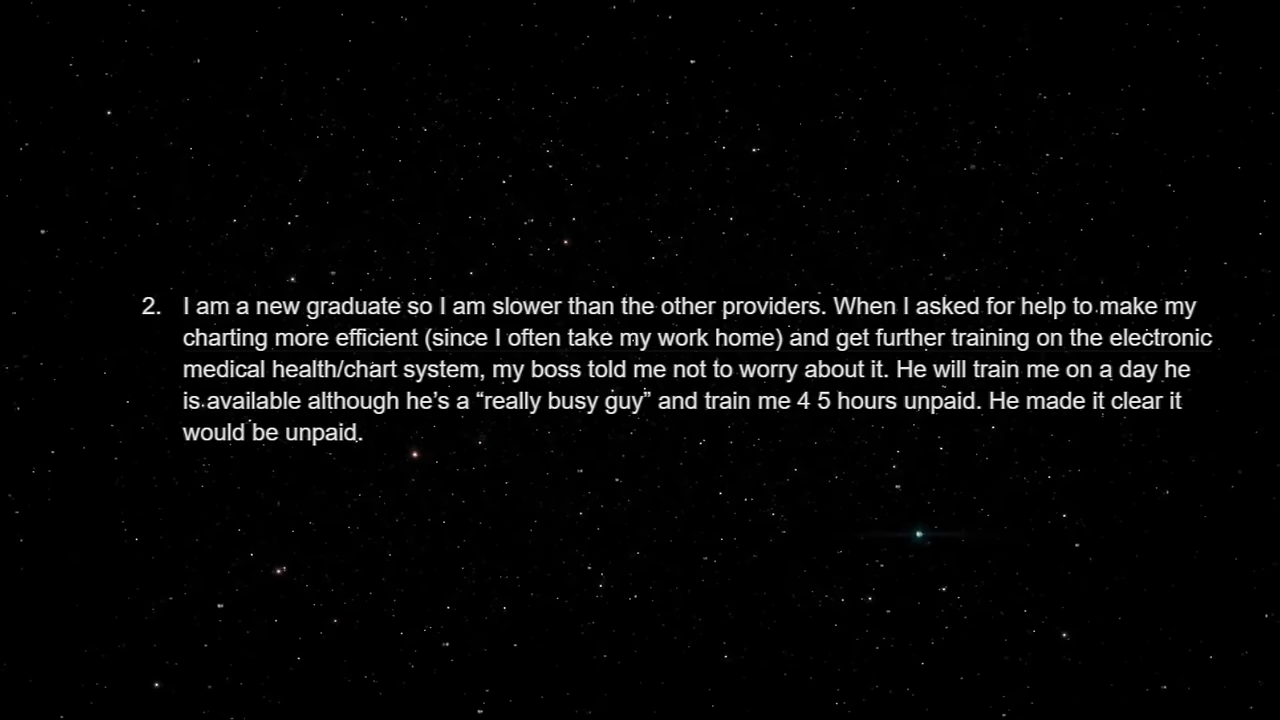 2. I am a new graduate so I am slower than the other providers. When I asked for help to make my
charting more efficient (since I often take my work home) and get further training on the electronic
medical health/chart system, my boss told me not to worry about it. He will train me on a day he
is available although he's a “really busy guy” and train me 4 5 hours unpaid. He made it clear it
would be unpaid.